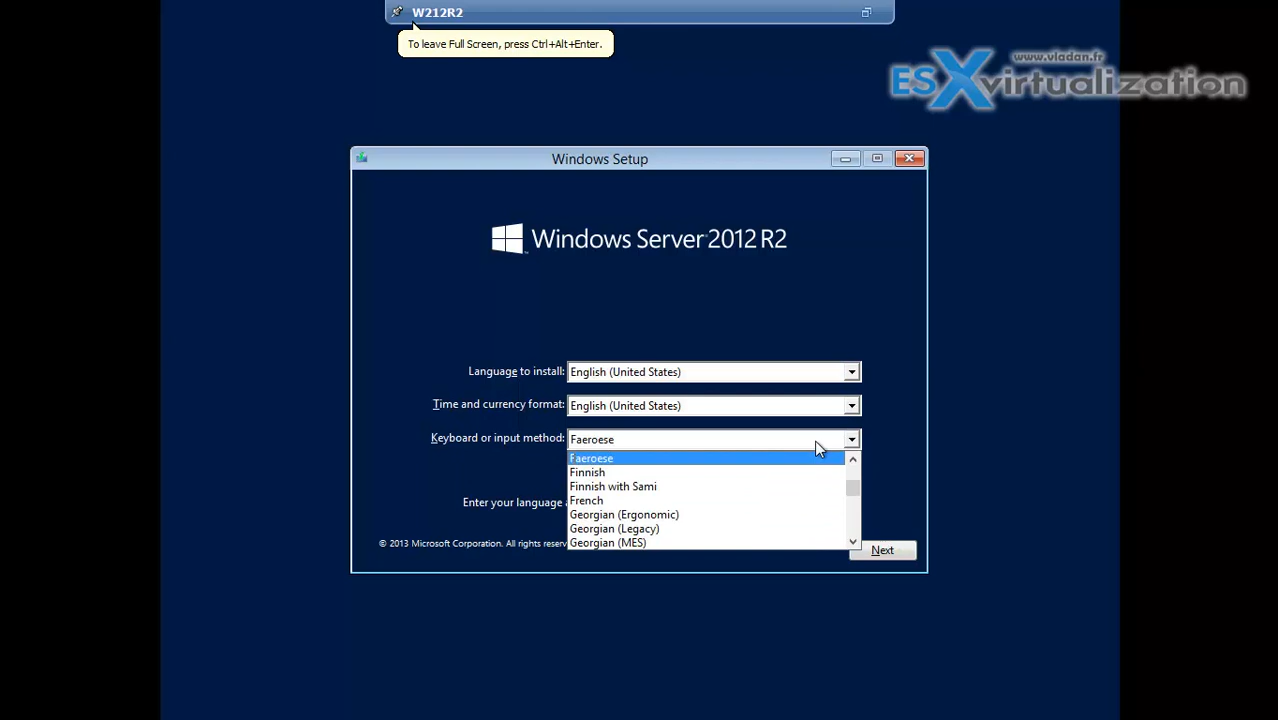 W212R2
To leave Full Screen, press Ctrl+Alt+Enter.
www.vladan.fr
ESXvirtualization
Windows Setup
Windows Server 2012 R2
Language to install: English (United States)
Time and currency format: English (United States)
Keyboard or input method: Faeroese
Faeroese
Finnish
Finnish with Sami
French
Georgian (Ergonomic)
Georgian (Legacy)
Georgian (MES)
Enter your language
© 2013 Microsoft Corporation. All rights
Next